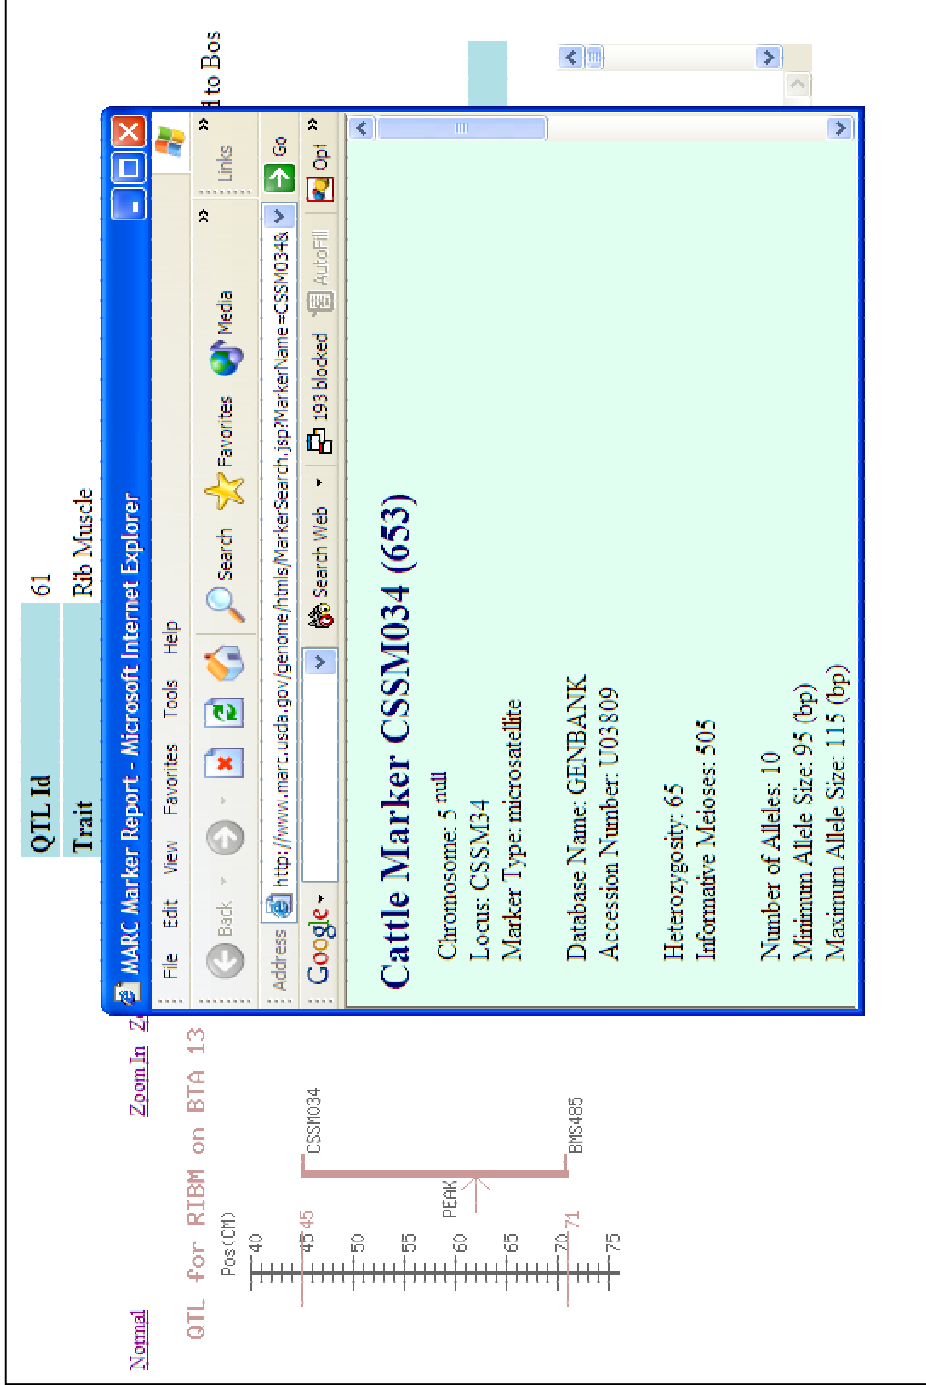 QTL Id 61
Trait Rib Muscle
MARC Marker Report - Microsoft Internet Explorer
File Edit View Favorites Tools Help
Back Search Favorites Media » Links »
d to Bos
Address http://www.marc.usda.gov/genome/htmls/MarkerSearch.jsp?MarkerName=CSSM034& Go
Google Search Web 193 blocked AutoFill Opt »
Cattle Marker CSSM034 (653)
Chromosome: 5 null
Locus: CSSM34
Marker Type: microsatellite
Database Name: GENBANK
Accession Number: U03809
Heterozygosity: 65
Informative Meioses: 505
Number of Alleles: 10
Minimum Allele Size: 95 (bp)
Maximum Allele Size: 115 (bp)
Normal Zoom In
QTL for RIBM on BTA 13
Pos(CM)
40
45 45 CSSM034
50
55
60 PEAK
65
70 71 BMS485
75